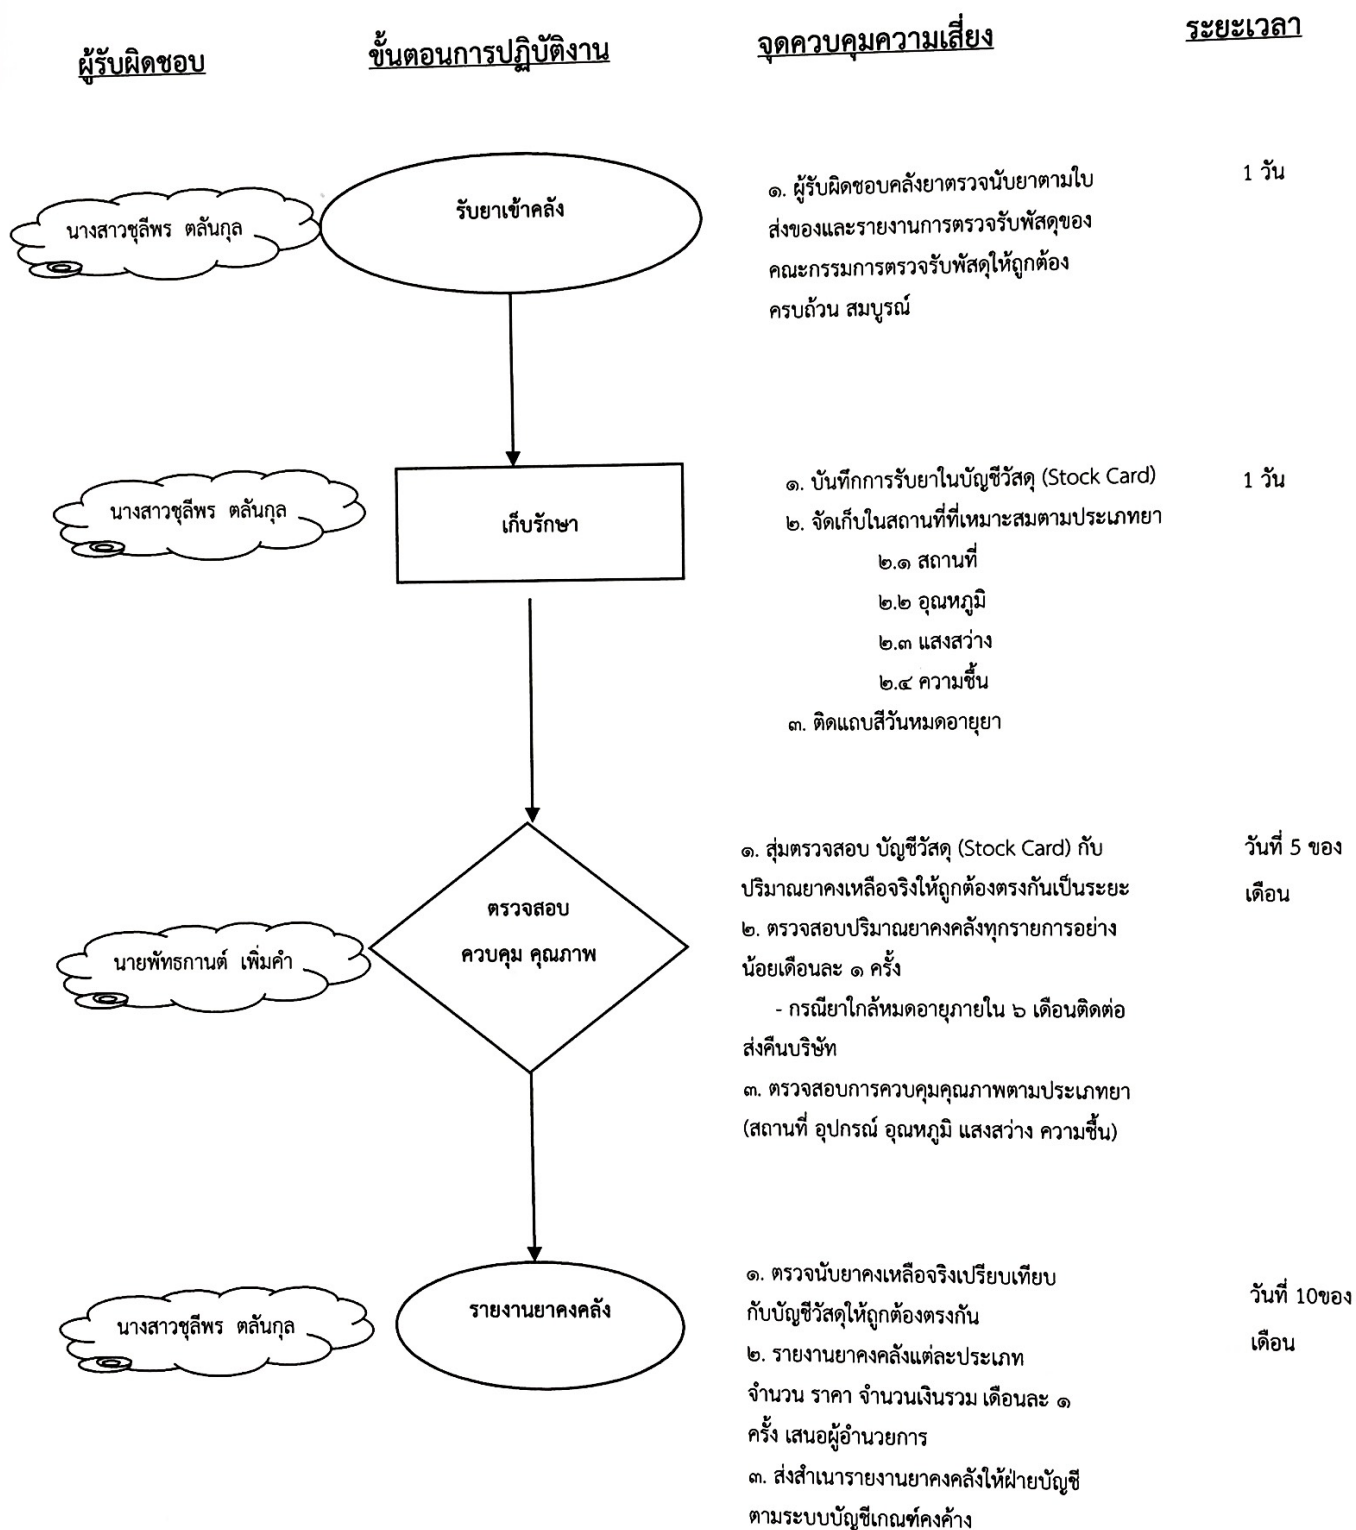 ผู้รับผิดชอบ
ขั้นตอนการปฏิบัติงาน
จุดควบคุมความเสี่ยง
ระยะเวลา
นางสาวชุลีพร ตลันกุล
รับยาเข้าคลัง
๑. ผู้รับผิดชอบคลังยาตรวจนับยาตามใบ
ส่งของและรายงานการตรวจรับพัสดุของ
คณะกรรมการตรวจรับพัสดุให้ถูกต้อง
ครบถ้วน สมบูรณ์
1 วัน
นางสาวชุลีพร ตลันกุล
เก็บรักษา
๑. บันทึกการรับยาในบัญชีวัสดุ (Stock Card)
๒. จัดเก็บในสถานที่ที่เหมาะสมตามประเภทยา
๒.๑ สถานที่
๒.๒ อุณหภูมิ
๒.๓ แสงสว่าง
๒.๔ ความชื้น
๓. ติดแถบสีวันหมดอายุยา
1 วัน
นายพัทธกานต์ เพิ่มคำ
ตรวจสอบ
ควบคุม คุณภาพ
๑. สุ่มตรวจสอบ บัญชีวัสดุ (Stock Card) กับ
ปริมาณยาคงเหลือจริงให้ถูกต้องตรงกันเป็นระยะ
๒. ตรวจสอบปริมาณยาคงคลังทุกรายการอย่าง
น้อยเดือนละ ๑ ครั้ง
- กรณียาใกล้หมดอายุภายใน ๖ เดือนติดต่อ
ส่งคืนบริษัท
๓. ตรวจสอบการควบคุมคุณภาพตามประเภทยา
(สถานที่ อุปกรณ์ อุณหภูมิ แสงสว่าง ความชื้น)
วันที่ 5 ของ
เดือน
นางสาวชุลีพร ตลันกุล
รายงานยาคงคลัง
๑. ตรวจนับยาคงเหลือจริงเปรียบเทียบ
กับบัญชีวัสดุให้ถูกต้องตรงกัน
๒. รายงานยาคงคลังแต่ละประเภท
จำนวน ราคา จำนวนเงินรวม เดือนละ ๑
ครั้ง เสนอผู้อำนวยการ
๓. ส่งสำเนารายงานยาคงคลังให้ฝ่ายบัญชี
ตามระบบบัญชีเกณฑ์คงค้าง
วันที่ 10ของ
เดือน